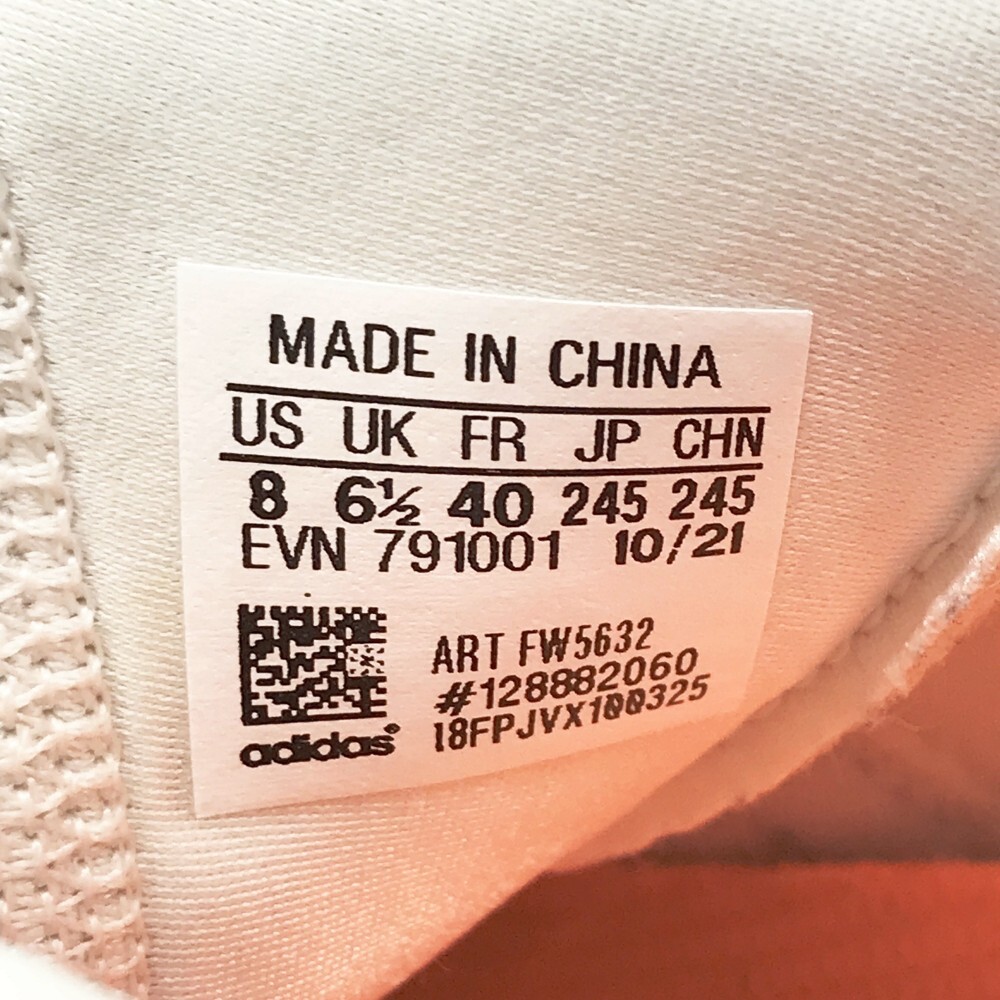 MADE IN CHINA
US UK FR JP CHN
8 6½ 40 245 245
EVN 791001 10/21
ART FW5632
#128882060
18FPJVX100325
adidas®